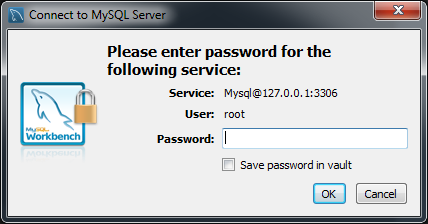 Connect to MySQL Server
Please enter password for the
following service:
Service: Mysql@127.0.0.1:3306
User: root
Password:
MySQL
Workbench
Save password in vault
OK Cancel